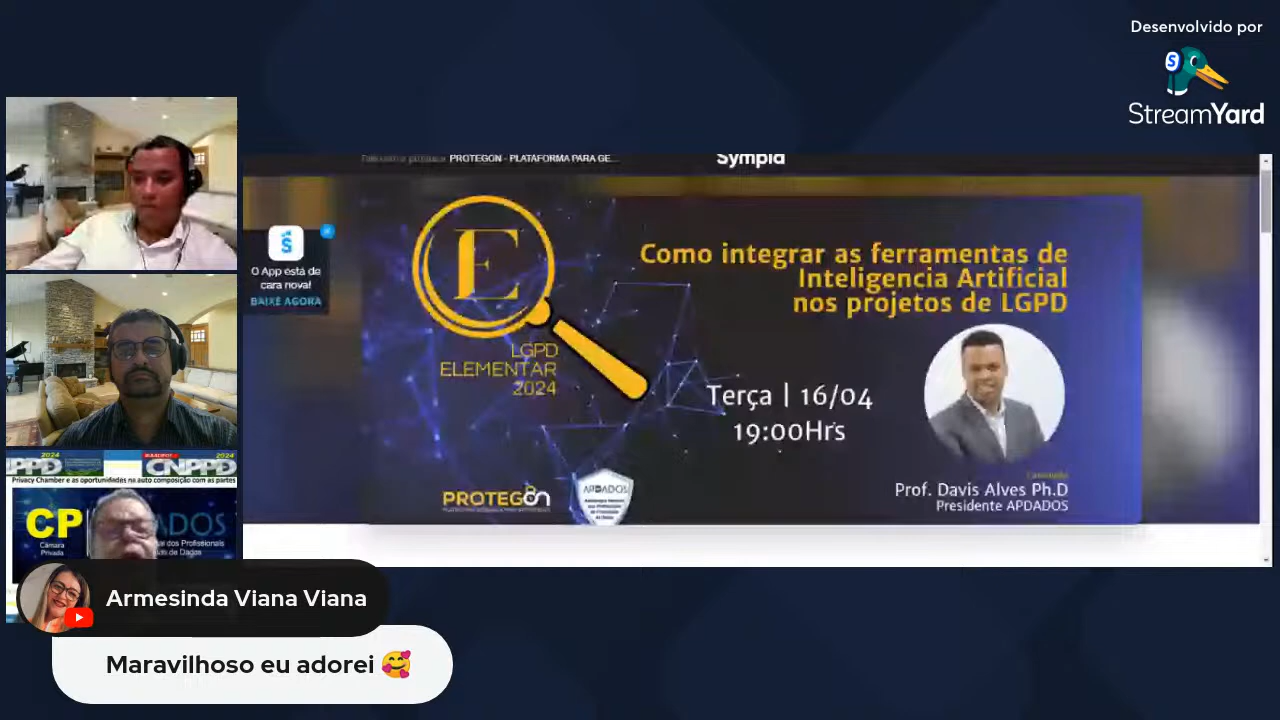 Desenvolvido por
StreamYard
PROTEGON - PLATAFORMA PARA GE...
Sympla
O App está de
cara nova!
BAIXE AGORA
E
LGPD
ELEMENTAR
2024
Como integrar as ferramentas de
Inteligencia Artificial
nos projetos de LGPD
Terça | 16/04
19:00Hrs
PROTEGON
APDADOS
Prof. Davis Alves Ph.D
Presidente APDADOS
2024
2024
CNPPD
Privacy Chamber e as oportunidades na auto composição com as partes
CP
Câmara
Privada
DADOS
Armesinda Viana Viana
Maravilhoso eu adorei 🥰